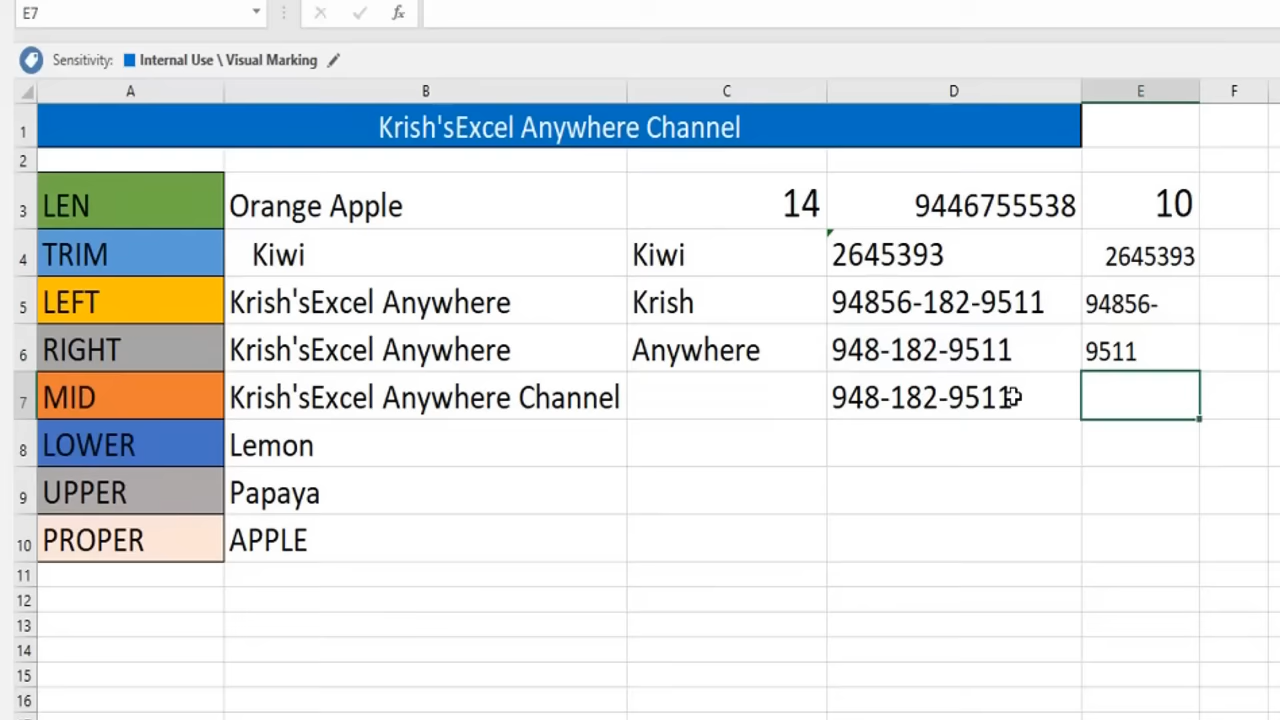 E7 fx
Sensitivity: Internal Use \ Visual Marking
A B C D E F
1 Krish'sExcel Anywhere Channel
2
3 LEN Orange Apple 14 9446755538 10
4 TRIM Kiwi Kiwi 2645393 2645393
5 LEFT Krish'sExcel Anywhere Krish 94856-182-9511 94856-
6 RIGHT Krish'sExcel Anywhere Anywhere 948-182-9511 9511
7 MID Krish'sExcel Anywhere Channel 948-182-9511
8 LOWER Lemon
9 UPPER Papaya
10 PROPER APPLE
11
12
13
14
15
16